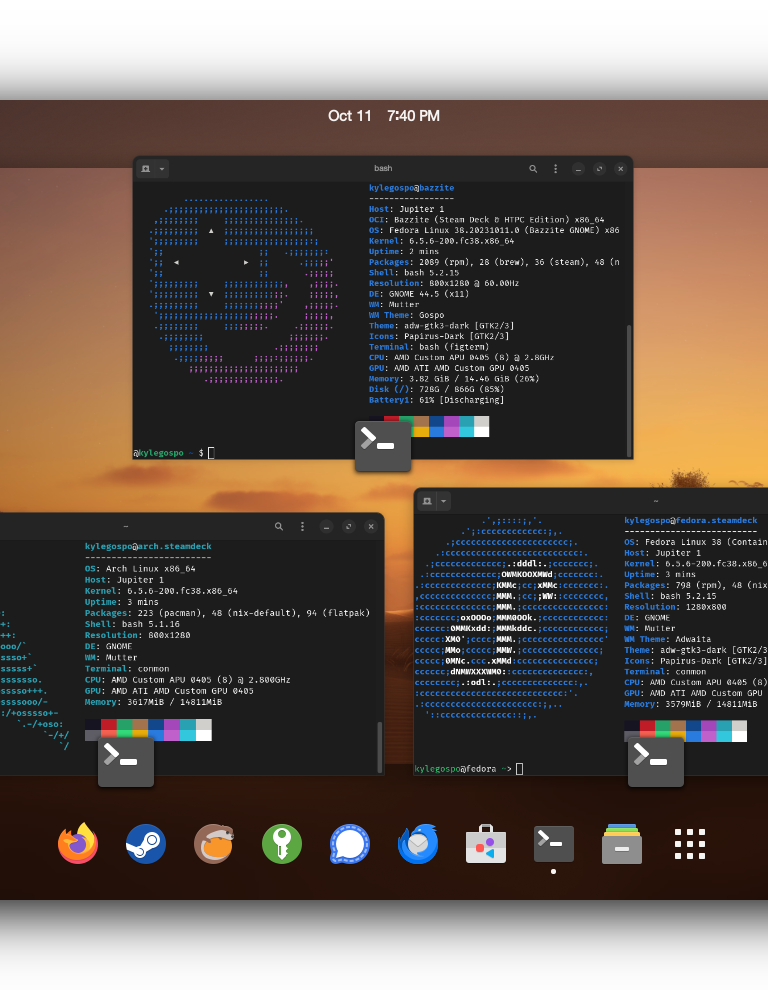 Oct 11 7:40 PM
bash
kylegospo@bazzite
-----------------
Host: Jupiter 1
OCI: Bazzite (Steam Deck & HTPC Edition) x86_64
OS: Fedora Linux 38.20231011.0 (Bazzite GNOME) x86
Kernel: 6.5.6-200.fc38.x86_64
Uptime: 2 mins
Packages: 2089 (rpm), 28 (brew), 36 (steam), 48 (n
Shell: bash 5.2.15
Resolution: 800x1280 @ 60.00Hz
DE: GNOME 44.5 (x11)
WM: Mutter
WM Theme: Gospo
Theme: adw-gtk3-dark [GTK2/3]
Icons: Papirus-Dark [GTK2/3]
Terminal: bash (figterm)
CPU: AMD Custom APU 0405 (8) @ 2.8GHz
GPU: AMD ATI AMD Custom GPU 0405
Memory: 3.82 GiB / 14.46 GiB (26%)
Disk (/): 728G / 866G (85%)
Battery1: 61% [Discharging]
@kylegospo ~ $
~
kylegospo@arch.steamdeck
------------------------
OS: Arch Linux x86_64
Host: Jupiter 1
Kernel: 6.5.6-200.fc38.x86_64
Uptime: 3 mins
Packages: 223 (pacman), 48 (nix-default), 94 (flatpak)
Shell: bash 5.1.16
Resolution: 800x1280
DE: GNOME
WM: Mutter
Terminal: conmon
CPU: AMD Custom APU 0405 (8) @ 2.800GHz
GPU: AMD ATI AMD Custom GPU 0405
Memory: 3617MiB / 14811MiB
~
kylegospo@fedora.steamdeck
--------------------------
OS: Fedora Linux 38 (Contain
Host: Jupiter 1
Kernel: 6.5.6-200.fc38.x86_6
Uptime: 3 mins
Packages: 798 (rpm), 48 (nix
Shell: bash 5.2.15
Resolution: 1280x800
DE: GNOME
WM: Mutter
WM Theme: Adwaita
Theme: adw-gtk3-dark [GTK2/3
Icons: Papirus-Dark [GTK2/3]
Terminal: conmon
CPU: AMD Custom APU 0405 (8)
GPU: AMD ATI AMD Custom GPU
Memory: 3579MiB / 14811MiB
kylegospo@fedora ~>